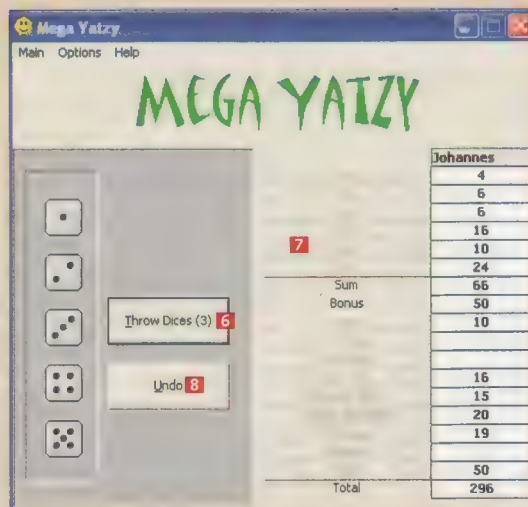 Mega Yatzy
Main Options Help
MEGA YATZY
Johannes
4
6
6
16
10
24
Sum 66
Bonus 50
10
16
15
20
19
50
Total 296
7
Throw Dices (3) 6
Undo 8